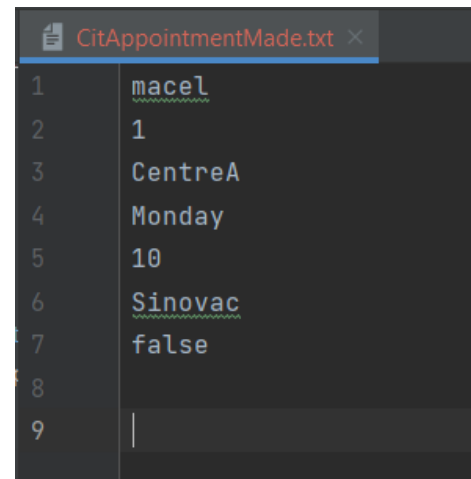 CitAppointmentMade.txt ×
1 macel
2 1
3 CentreA
4 Monday
5 10
6 Sinovac
7 false
8
9